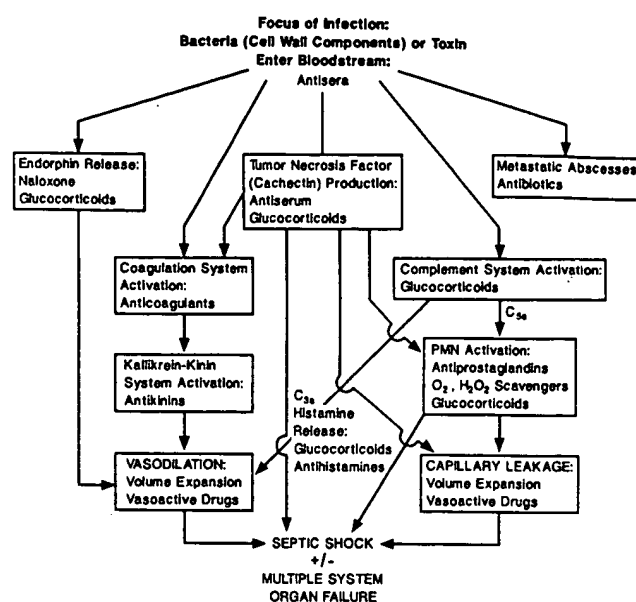 Focus of Infection:
Bacteria (Cell Wall Components) or Toxin
Enter Bloodstream:
Antisera
Endorphin Release:
Naloxone
Glucocorticoids
Tumor Necrosis Factor
(Cachectin) Production:
Antiserum
Glucocorticoids
Metastatic Abscesses:
Antibiotics
Coagulation System
Activation:
Anticoagulants
Complement System Activation:
Glucocorticoids
C5a
Kallikrein-Kinin
System Activation:
Antikinins
PMN Activation:
Antiprostaglandins
O2 , H2O2 Scavengers
Glucocorticoids
C3a
Histamine
Release:
Glucocorticoids
Antihistamines
VASODILATION:
Volume Expansion
Vasoactive Drugs
CAPILLARY LEAKAGE:
Volume Expansion
Vasoactive Drugs
SEPTIC SHOCK
+/-
MULTIPLE SYSTEM
ORGAN FAILURE